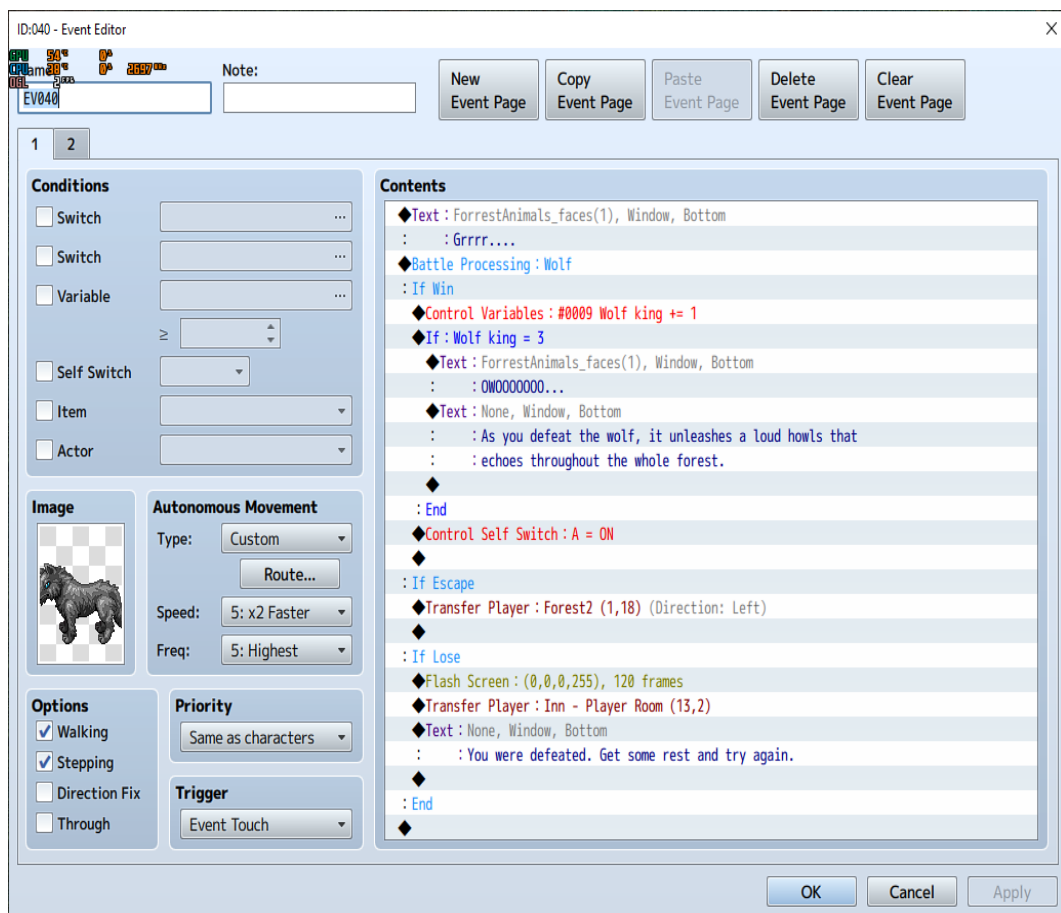 ID:040 - Event Editor
GPU 54°C 0%
CPU 38°C 0% 2697
Note:
EV040
New Event Page
Copy Event Page
Paste Event Page
Delete Event Page
Clear Event Page
1 2
Conditions
Switch ...
Switch ...
Variable ...
≥
Self Switch
Item
Actor
Image
Autonomous Movement
Type: Custom
Route...
Speed: 5: x2 Faster
Freq: 5: Highest
Options
Walking
Stepping
Direction Fix
Through
Priority
Same as characters
Trigger
Event Touch
Contents
◆Text：ForrestAnimals_faces(1), Window, Bottom
：　：Grrrr....
◆Battle Processing：Wolf
：If Win
◆Control Variables：#0009 Wolf king += 1
◆If：Wolf king = 3
◆Text：ForrestAnimals_faces(1), Window, Bottom
：　：OWOOOOOOO...
◆Text：None, Window, Bottom
：　：As you defeat the wolf, it unleashes a loud howls that
：　：echoes throughout the whole forest.
◆
：End
◆Control Self Switch：A = ON
◆
：If Escape
◆Transfer Player：Forest2 (1,18) (Direction: Left)
◆
：If Lose
◆Flash Screen：(0,0,0,255), 120 frames
◆Transfer Player：Inn - Player Room (13,2)
◆Text：None, Window, Bottom
：　：You were defeated. Get some rest and try again.
◆
：End
◆
OK Cancel Apply